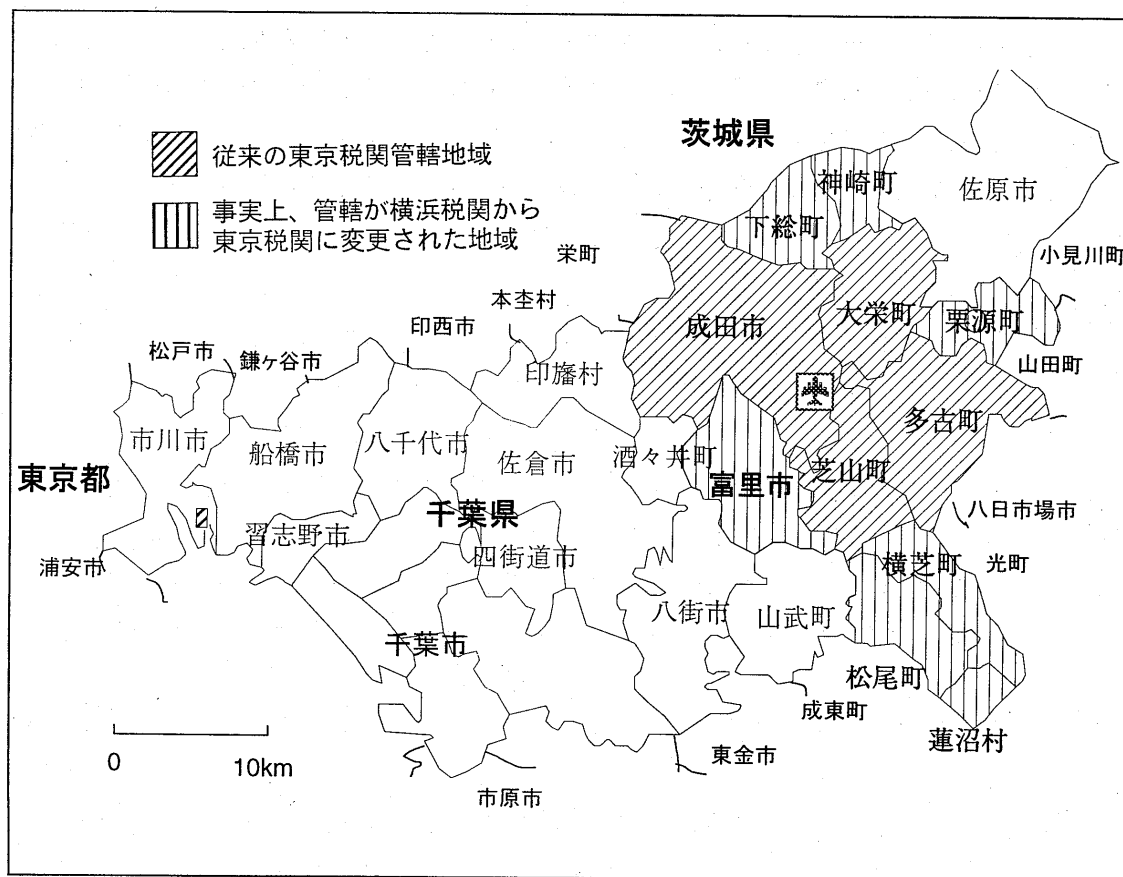 従来の東京税関管轄地域
事実上、管轄が横浜税関から
東京税関に変更された地域
茨城県
神崎町
佐原市
下総町
栄町
小見川町
本埜村
成田市
大栄町
栗源町
印西市
松戸市
鎌ヶ谷市
印旛村
山田町
市川市
船橋市
八千代市
佐倉市
酒々井町
多古町
東京都
富里市
芝山町
千葉県
八日市場市
習志野市
四街道市
浦安市
横芝町
光町
八街市
山武町
千葉市
松尾町
成東町
蓮沼村
東金市
0 10km
市原市